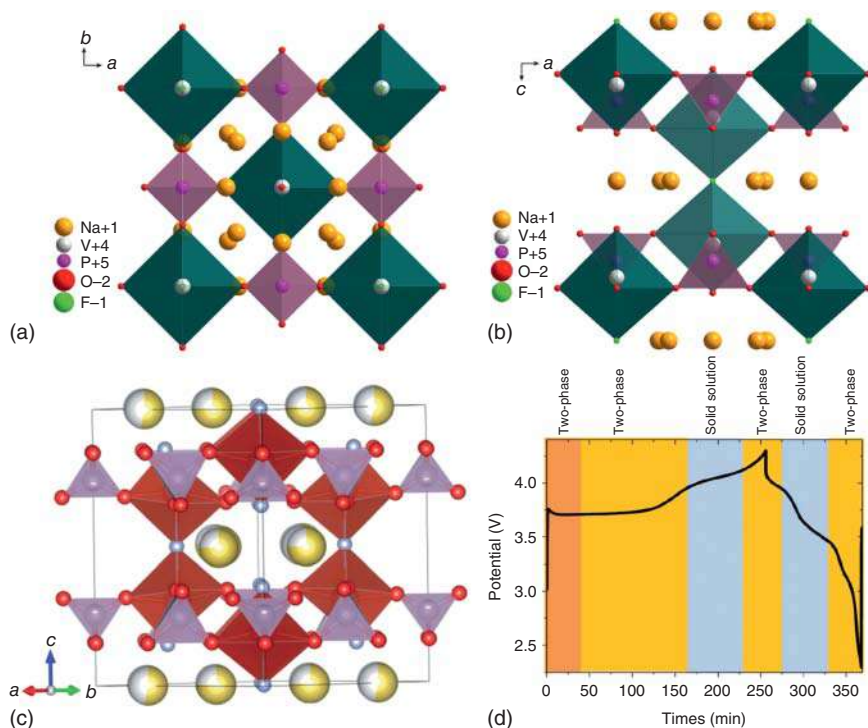 b
a
Na+1
V+4
P+5
O–2
F–1
(a)
a
c
Na+1
V+4
P+5
O–2
F–1
(b)
c
a
b
(c)
Two-phase
Two-phase
Solid solution
Two-phase
Solid solution
Two-phase
4.0
3.5
3.0
2.5
Potential (V)
0 50 100 150 200 250 300 350
Times (min)
(d)